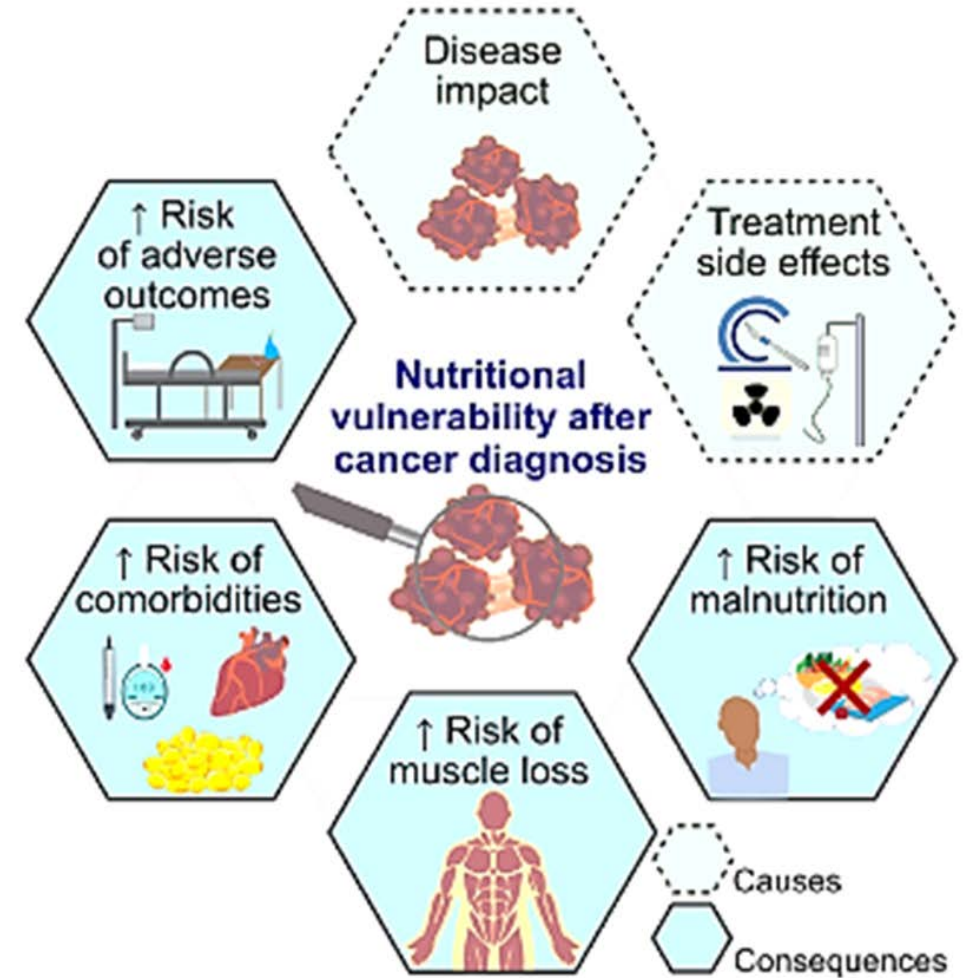 Disease
impact
Treatment
side effects
↑ Risk of
malnutrition
↑ Risk of
muscle loss
↑ Risk of
comorbidities
↑ Risk
of adverse
outcomes
Nutritional
vulnerability after
cancer diagnosis
Causes
Consequences